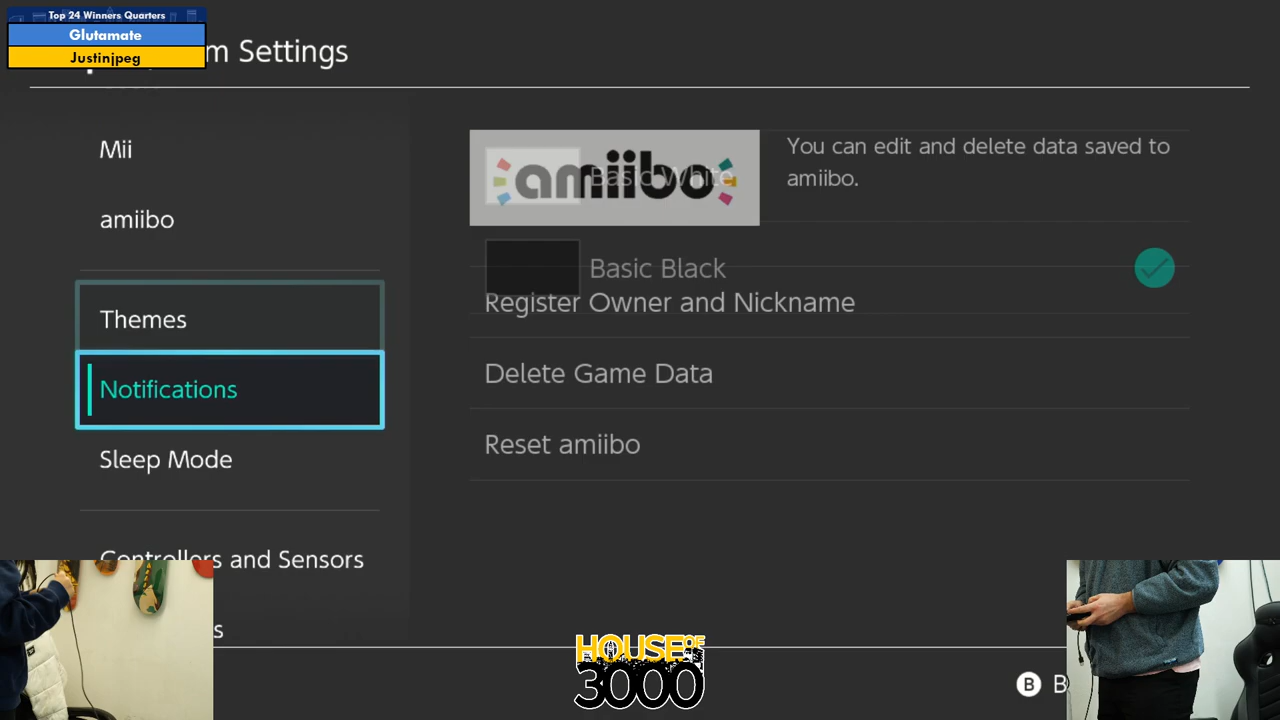 Top 24 Winners Quarters
Glutamate
Justinjpeg
m Settings
Mii
amiibo
Themes
Notifications
Sleep Mode
Controllers and Sensors
s
amiibo
Basic White
You can edit and delete data saved to
amiibo.
Basic Black
Register Owner and Nickname
Delete Game Data
Reset amiibo
HOUSE OF
3000
B B